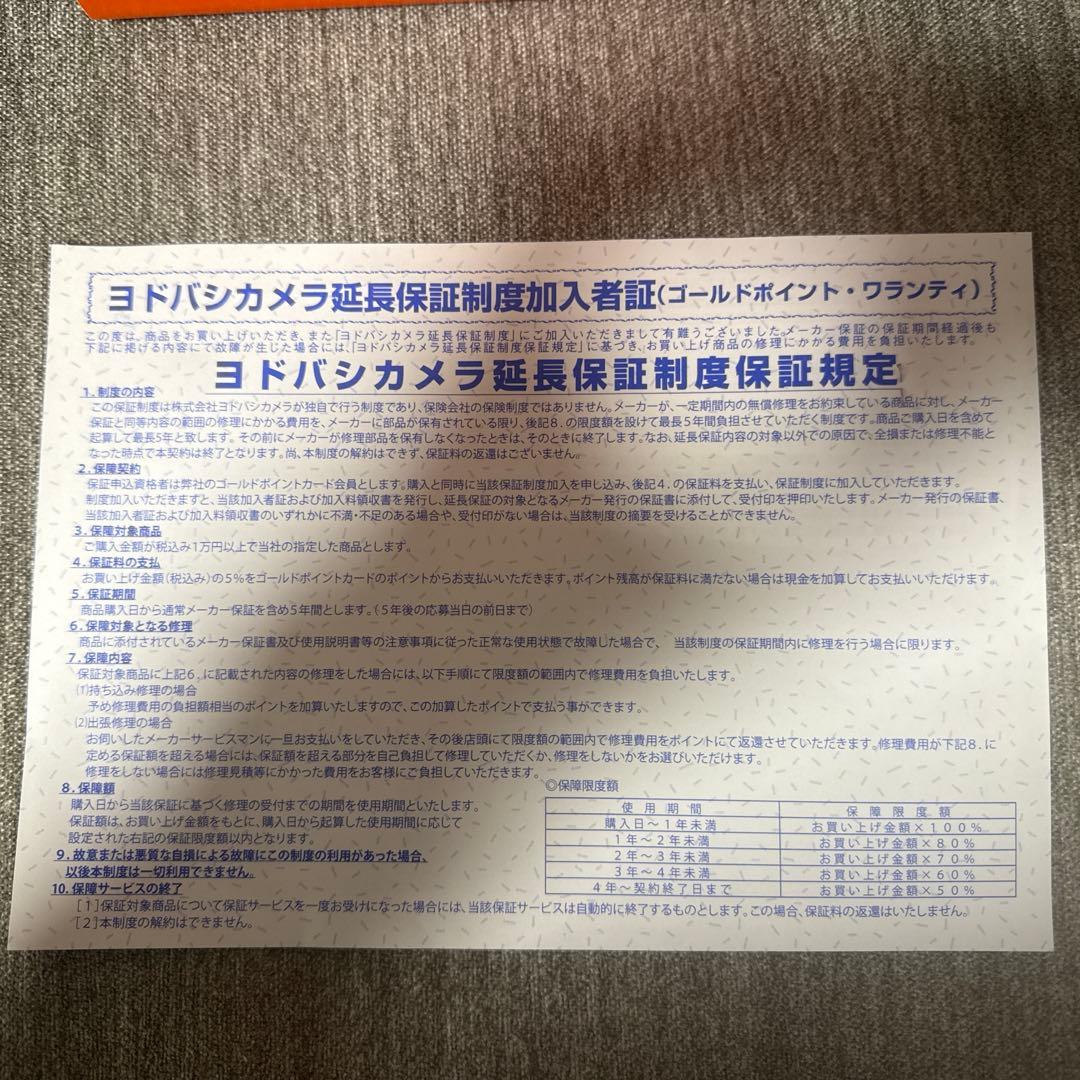 ヨドバシカメラ延長保証制度加入者証(ゴールドポイント・ワランティ)
この度は、商品をお買い上げいただき、また「ヨドバシカメラ延長保証制度」にご加入いただきまして有難うございました。メーカー保証の保証期間経過後も
下記に掲げる内容にて故障が生じた場合には、「ヨドバシカメラ延長保証制度保証規定」に基づき、お買い上げ商品の修理にかかる費用を負担いたします。
ヨドバシカメラ延長保証制度保証規定
1.制度の内容
この保証制度は株式会社ヨドバシカメラが独自で行う制度であり、保険会社の保険制度ではありません。メーカーが、一定期間内の無償修理をお約束している商品に対し、メーカー
保証と同等内容の範囲の修理にかかる費用を、メーカーに部品が保有されている限り、後記8.の限度額を設けて最長5年間負担させていただく制度です。商品ご購入日を含めて
起算して最長5年と致します。その前にメーカーが修理部品を保有しなくなったときは、そのときに終了します。なお、延長保証内容の対象以外での原因で、全損または修理不能と
なった時点で本契約は終了となります。尚、本制度の解約はできず、保証料の返還はございません。
2.保障契約
保証申込資格者は弊社のゴールドポイントカード会員とします。購入と同時に当該保証制度加入を申し込み、後記4.の保証料を支払い、保証制度に加入していただきます。
制度加入いただきますと、当該加入者証および加入料領収書を発行し、延長保証の対象となるメーカー発行の保証書に添付して、受付印を押印いたします。メーカー発行の保証書、
当該加入者証および加入料領収書のいずれかに不満・不足のある場合や、受付印がない場合は、当該制度の摘要を受けることができません。
3.保障対象商品
ご購入金額が税込み1万円以上で当社の指定した商品とします。
4.保証料の支払
お買い上げ金額(税込み)の5%をゴールドポイントカードのポイントからお支払いいただきます。ポイント残高が保証料に満たない場合は現金を加算してお支払いいただけます。
5.保証期間
商品購入日から通常メーカー保証を含め5年間とします。(5年後の応募当日の前日まで)
6.保障対象となる修理
商品に添付されているメーカー保証書及び使用説明書等の注意事項に従った正常な使用状態で故障した場合で、 当該制度の保証期間内に修理を行う場合に限ります。
7.保障内容
保証対象商品に上記6.に記載された内容の修理をした場合には、以下手順にて限度額の範囲内で修理費用を負担いたします。
(1)持ち込み修理の場合
予め修理費用の負担額相当のポイントを加算いたしますので、この加算したポイントで支払う事ができます。
(2)出張修理の場合
お伺いしたメーカーサービスマンに一旦お支払いをしていただき、その後店頭にて限度額の範囲内で修理費用をポイントにて返還させていただきます。修理費用が下記8.に
定める保証額を超える場合には、保証額を超える部分を自己負担して修理していただくか、修理をしないかをお選びいただけます。
修理をしない場合には修理見積等にかかった費用をお客様にご負担していただきます。
8.保障額
購入日から当該保証に基づく修理の受付までの期間を使用期間といたします。
保証額は、お買い上げ金額をもとに、購入日から起算した使用期間に応じて
設定された右記の保証限度額以内となります。
◎保障限度額
使用期間 保障限度額
購入日～1年未満 お買い上げ金額×100%
1年～2年未満 お買い上げ金額×80%
2年～3年未満 お買い上げ金額×70%
3年～4年未満 お買い上げ金額×60%
4年～契約終了日まで お買い上げ金額×50%
9.故意または悪質な自損による故障にこの制度の利用があった場合、
以後本制度は一切利用できません。
10.保障サービスの終了
[1]保証対象商品について保証サービスを一度お受けになった場合には、当該保証サービスは自動的に終了するものとします。この場合、保証料の返還はいたしません。
[2]本制度の解約はできません。